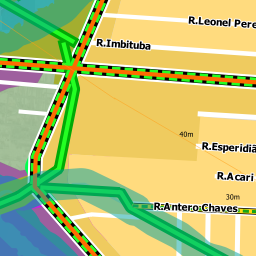 R.Leonel Pere
R.Imbituba
40m
R.Esperidiã
R.Acari
30m
R.Antero Chaves